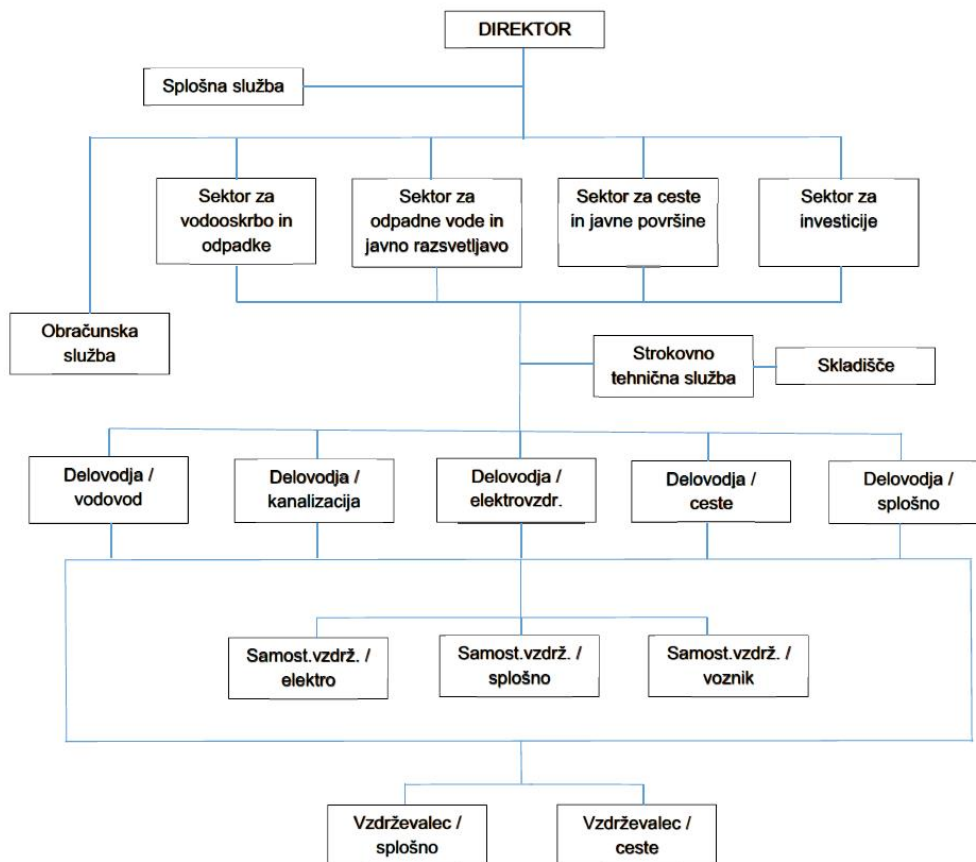 DIREKTOR
Splošna služba
Sektor za
vodooskrbo in
odpadke
Sektor za
odpadne vode in
javno razsvetljavo
Sektor za ceste
in javne površine
Sektor za
investicije
Obračunska
služba
Strokovno
tehnična služba
Skladišče
Delovodja /
vodovod
Delovodja /
kanalizacija
Delovodja /
elektrovzdr.
Delovodja /
ceste
Delovodja /
splošno
Samost.vzdrž. /
elektro
Samost.vzdrž. /
splošno
Samost.vzdrž. /
voznik
Vzdrževalec /
splošno
Vzdrževalec /
ceste